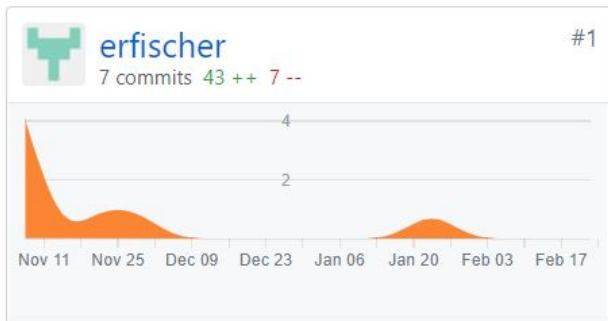 erfischer
#1
7 commits 43 ++ 7 --
4
2
Nov 11 Nov 25 Dec 09 Dec 23 Jan 06 Jan 20 Feb 03 Feb 17